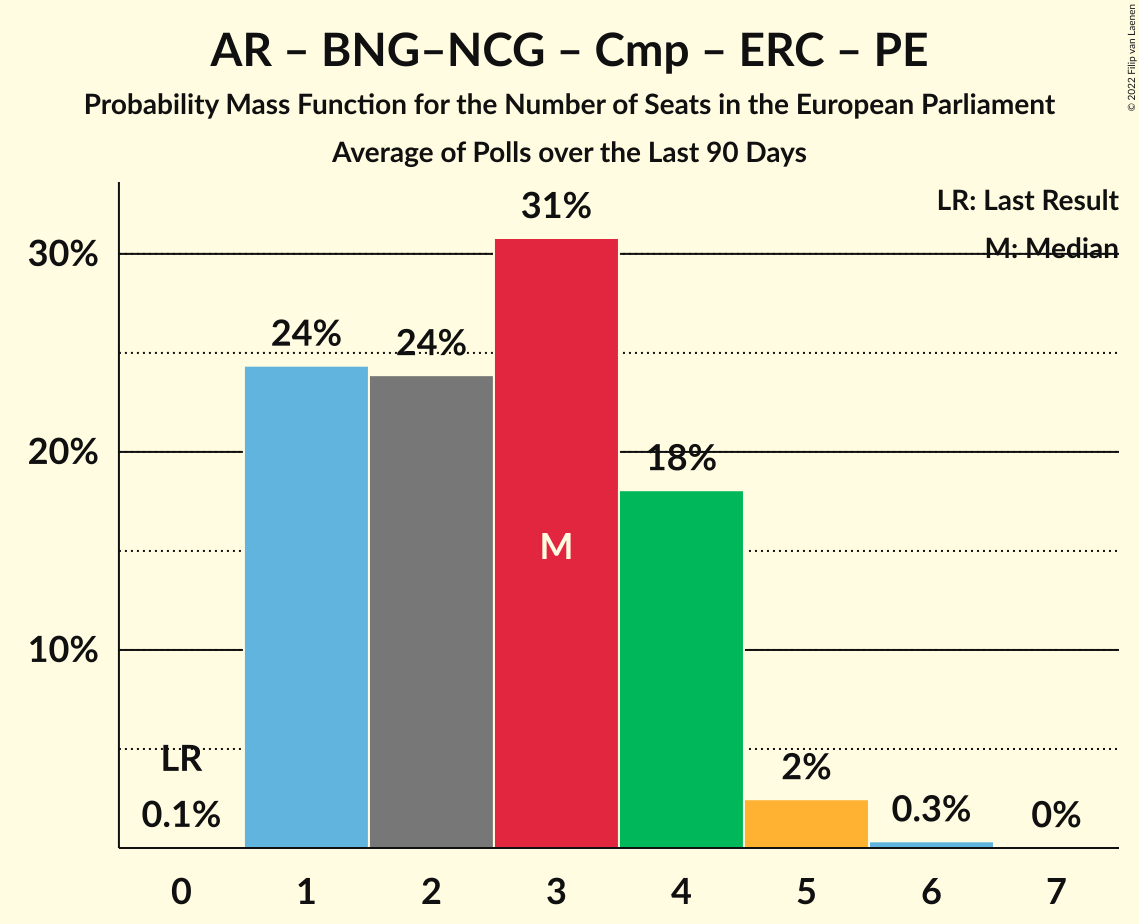 AR – BNG–NCG – Cmp – ERC – PE
Probability Mass Function for the Number of Seats in the European Parliament
Average of Polls over the Last 90 Days
© 2022 Filip van Laenen
LR: Last Result
M: Median
30%
20%
10%
LR
0.1%
24%
24%
31%
M
18%
2%
0.3%
0%
0 1 2 3 4 5 6 7